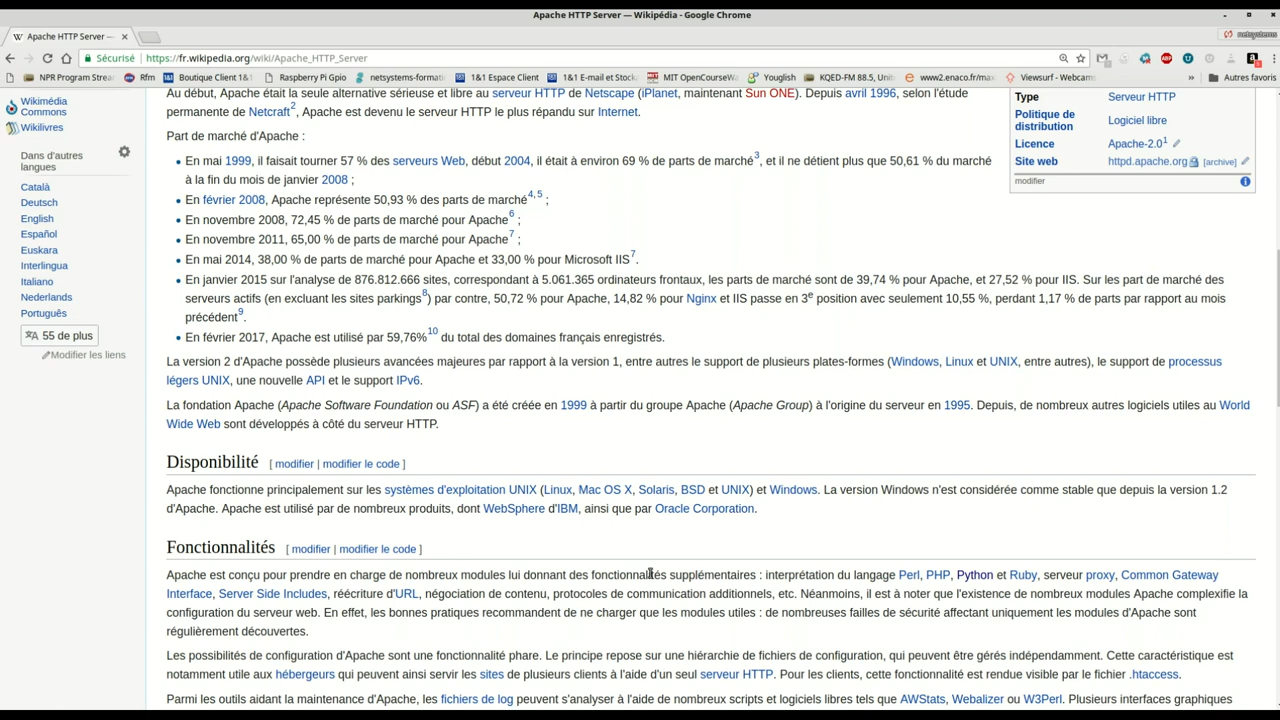 Apache HTTP Server — Wikipédia - Google Chrome
Apache HTTP Server —
netsystems
Sécurisé
https://fr.wikipedia.org/wiki/Apache_HTTP_Server
NPR Program Strea
Rfm
Boutique Client 1&1
Raspberry Pi Gpio
netsystems-format
1&1 Espace Client
1&1 E-mail et Stock
MIT OpenCourseWa
Youglish
KQED-FM 88.5, Uni
www2.enaco.fr/max
Viewsurf - Webcams
»
Autres favoris
Wikimédia
Commons
Wikilivres
Dans d'autres
langues
Català
Deutsch
English
Español
Euskara
Interlingua
Italiano
Nederlands
Português
55 de plus
Modifier les liens
Au début, Apache était la seule alternative sérieuse et libre au serveur HTTP de Netscape (iPlanet, maintenant Sun ONE). Depuis avril 1996, selon l'étude
permanente de Netcraft2, Apache est devenu le serveur HTTP le plus répandu sur Internet.
Part de marché d'Apache :
• En mai 1999, il faisait tourner 57 % des serveurs Web, début 2004, il était à environ 69 % de parts de marché3, et il ne détient plus que 50,61 % du marché
à la fin du mois de janvier 2008 ;
• En février 2008, Apache représente 50,93 % des parts de marché4, 5 ;
• En novembre 2008, 72,45 % de parts de marché pour Apache6 ;
• En novembre 2011, 65,00 % de parts de marché pour Apache7 ;
• En mai 2014, 38,00 % de parts de marché pour Apache et 33,00 % pour Microsoft IIS7.
• En janvier 2015 sur l'analyse de 876.812.666 sites, correspondant à 5.061.365 ordinateurs frontaux, les parts de marché sont de 39,74 % pour Apache, et 27,52 % pour IIS. Sur les parts de marché des
serveurs actifs (en excluant les sites parkings8) par contre, 50,72 % pour Apache, 14,82 % pour Nginx et IIS passe en 3e position avec seulement 10,55 %, perdant 1,17 % de parts par rapport au mois
précédent9.
• En février 2017, Apache est utilisé par 59,76%10 du total des domaines français enregistrés.
Type Serveur HTTP
Politique de
distribution Logiciel libre
Licence Apache-2.01
Site web httpd.apache.org [archive]
modifier
La version 2 d'Apache possède plusieurs avancées majeures par rapport à la version 1, entre autres le support de plusieurs plates-formes (Windows, Linux et UNIX, entre autres), le support de processus
légers UNIX, une nouvelle API et le support IPv6.
La fondation Apache (Apache Software Foundation ou ASF) a été créée en 1999 à partir du groupe Apache (Apache Group) à l'origine du serveur en 1995. Depuis, de nombreux autres logiciels utiles au World
Wide Web sont développés à côté du serveur HTTP.
Disponibilité [ modifier | modifier le code ]
Apache fonctionne principalement sur les systèmes d'exploitation UNIX (Linux, Mac OS X, Solaris, BSD et UNIX) et Windows. La version Windows n'est considérée comme stable que depuis la version 1.2
d'Apache. Apache est utilisé par de nombreux produits, dont WebSphere d'IBM, ainsi que par Oracle Corporation.
Fonctionnalités [ modifier | modifier le code ]
Apache est conçu pour prendre en charge de nombreux modules lui donnant des fonctionnalités supplémentaires : interprétation du langage Perl, PHP, Python et Ruby, serveur proxy, Common Gateway
Interface, Server Side Includes, réécriture d'URL, négociation de contenu, protocoles de communication additionnels, etc. Néanmoins, il est à noter que l'existence de nombreux modules Apache complexifie la
configuration du serveur web. En effet, les bonnes pratiques recommandent de ne charger que les modules utiles : de nombreuses failles de sécurité affectant uniquement les modules d'Apache sont
régulièrement découvertes.
Les possibilités de configuration d'Apache sont une fonctionnalité phare. Le principe repose sur une hiérarchie de fichiers de configuration, qui peuvent être gérés indépendamment. Cette caractéristique est
notamment utile aux hébergeurs qui peuvent ainsi servir les sites de plusieurs clients à l'aide d'un seul serveur HTTP. Pour les clients, cette fonctionnalité est rendue visible par le fichier .htaccess.
Parmi les outils aidant la maintenance d'Apache, les fichiers de log peuvent s'analyser à l'aide de nombreux scripts et logiciels libres tels que AWStats, Webalizer ou W3Perl. Plusieurs interfaces graphiques